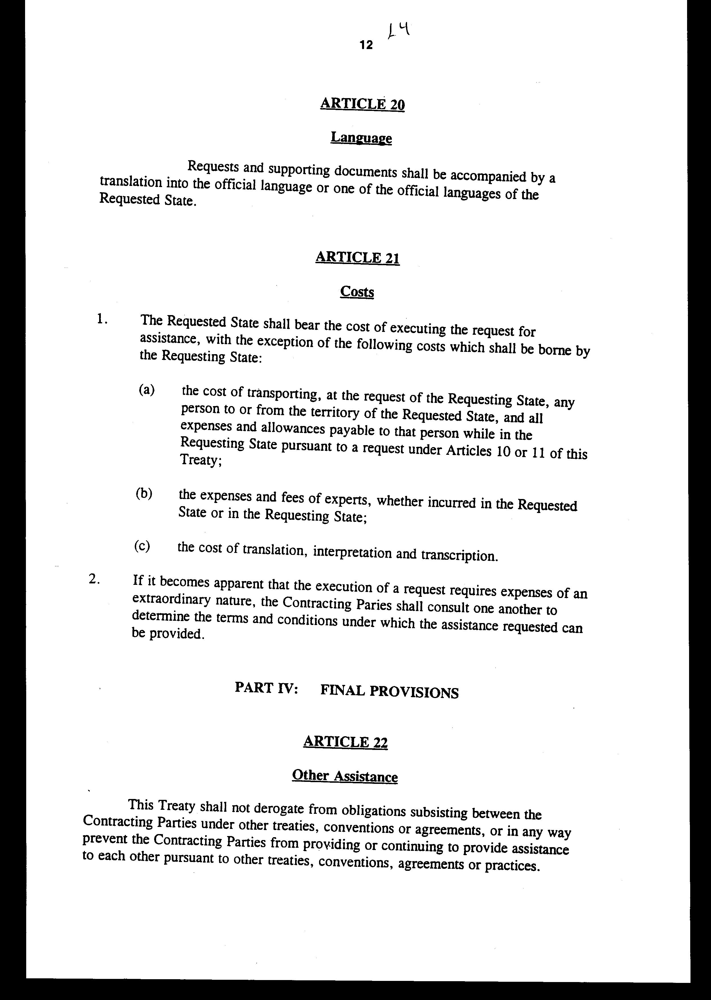 12
ARTICLE 20
Language
Requests and supporting documents shall be accompanied by a
translation into the official language or one of the official languages of the
Requested State.
ARTICLE 21
Costs
1. The Requested State shall bear the cost of executing the request for
assistance, with the exception of the following costs which shall be borne by
the Requesting State:
(a) the cost of transporting, at the request of the Requesting State, any
person to or from the territory of the Requested State, and all
expenses and allowances payable to that person while in the
Requesting State pursuant to a request under Articles 10 or 11 of this
Treaty;
(b) the expenses and fees of experts, whether incurred in the Requested
State or in the Requesting State;
(c) the cost of translation, interpretation and transcription.
2. If it becomes apparent that the execution of a request requires expenses of an
extraordinary nature, the Contracting Paries shall consult one another to
determine the terms and conditions under which the assistance requested can
be provided.
PART IV: FINAL PROVISIONS
ARTICLE 22
Other Assistance
This Treaty shall not derogate from obligations subsisting between the
Contracting Parties under other treaties, conventions or agreements, or in any way
prevent the Contracting Parties from providing or continuing to provide assistance
to each other pursuant to other treaties, conventions, agreements or practices.